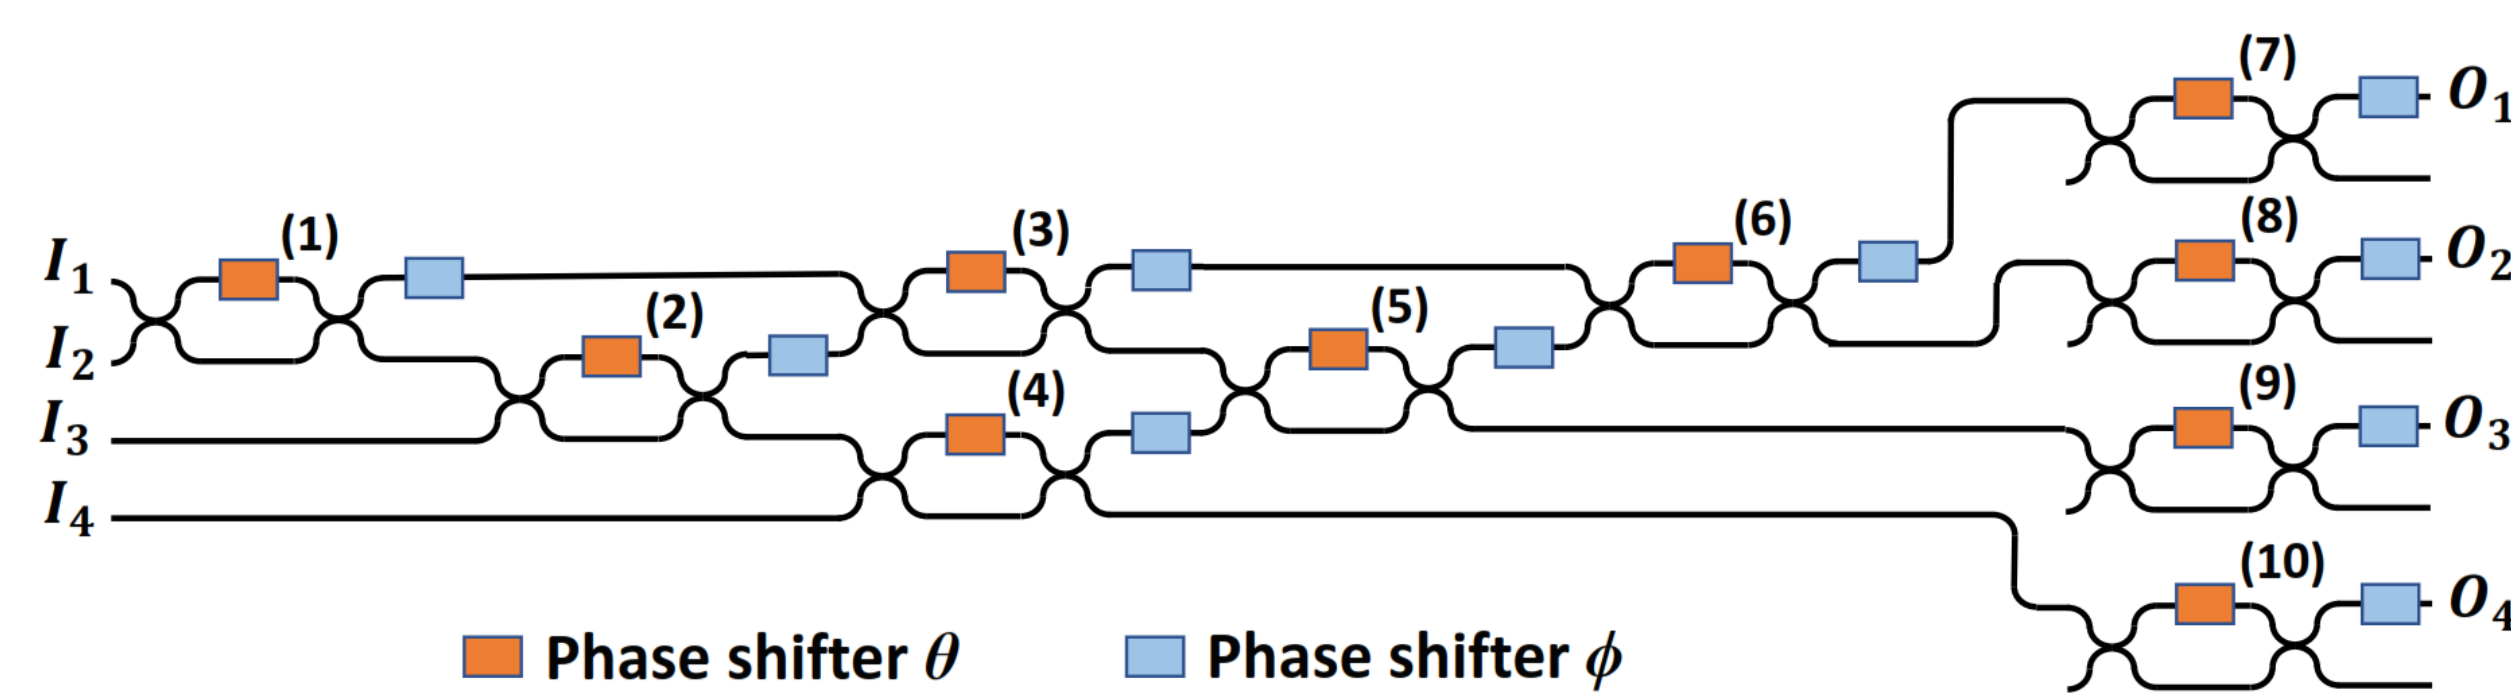 (7)
O1
(1)
(3)
(6)
(8)
I1
O2
(2)
(5)
I2
(4)
(9)
I3
O3
I4
(10)
O4
Phase shifter θ
Phase shifter ϕ